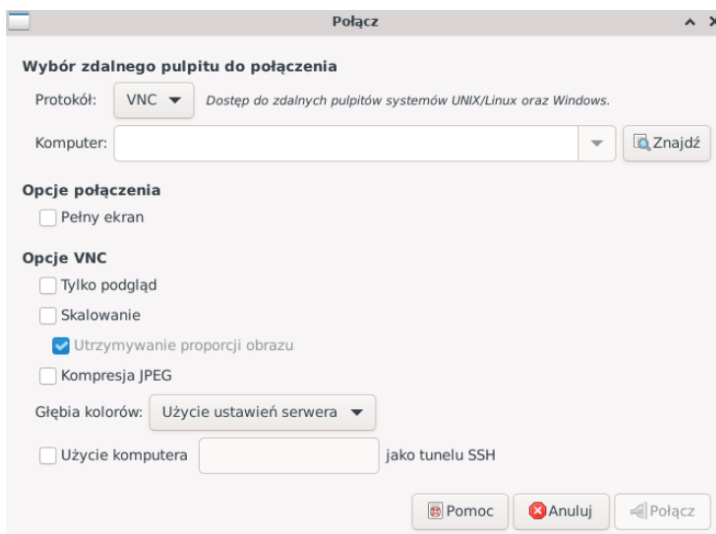 Połącz
Wybór zdalnego pulpitu do połączenia
Protokół: VNC Dostęp do zdalnych pulpitów systemów UNIX/Linux oraz Windows.
Komputer: Znajdź
Opcje połączenia
Pełny ekran
Opcje VNC
Tylko podgląd
Skalowanie
Utrzymywanie proporcji obrazu
Kompresja JPEG
Głębia kolorów: Użycie ustawień serwera
Użycie komputera jako tunelu SSH
Pomoc Anuluj Połącz